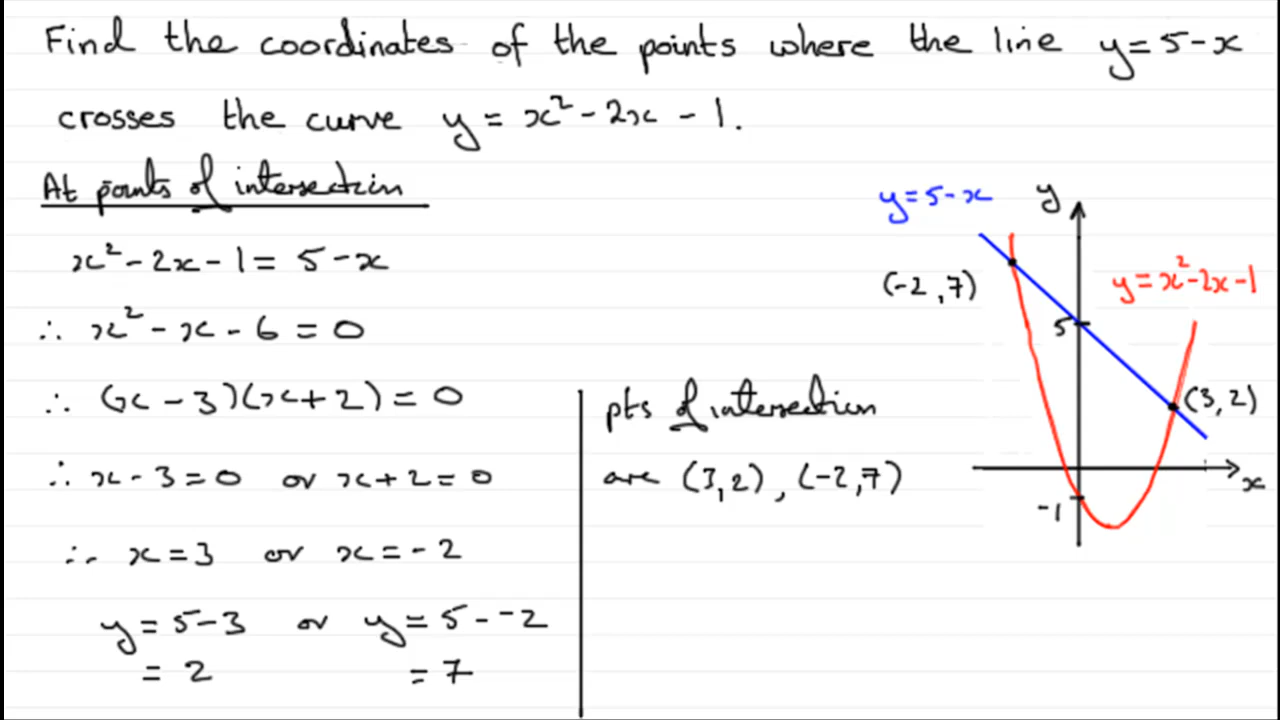 Find the coordinates of the points where the line y = 5 - x
crosses the curve y = x² - 2x - 1.
At points of intersection
x² - 2x - 1 = 5 - x
∴ x² - x - 6 = 0
∴ (x - 3)(x + 2) = 0
∴ x - 3 = 0 or x + 2 = 0
∴ x = 3 or x = -2
y = 5 - 3 or y = 5 - -2
= 2 = 7
pts of intersection
are (3, 2), (-2, 7)
y = 5 - x
y
(-2, 7)
y = x² - 2x - 1
5
(3, 2)
x
-1